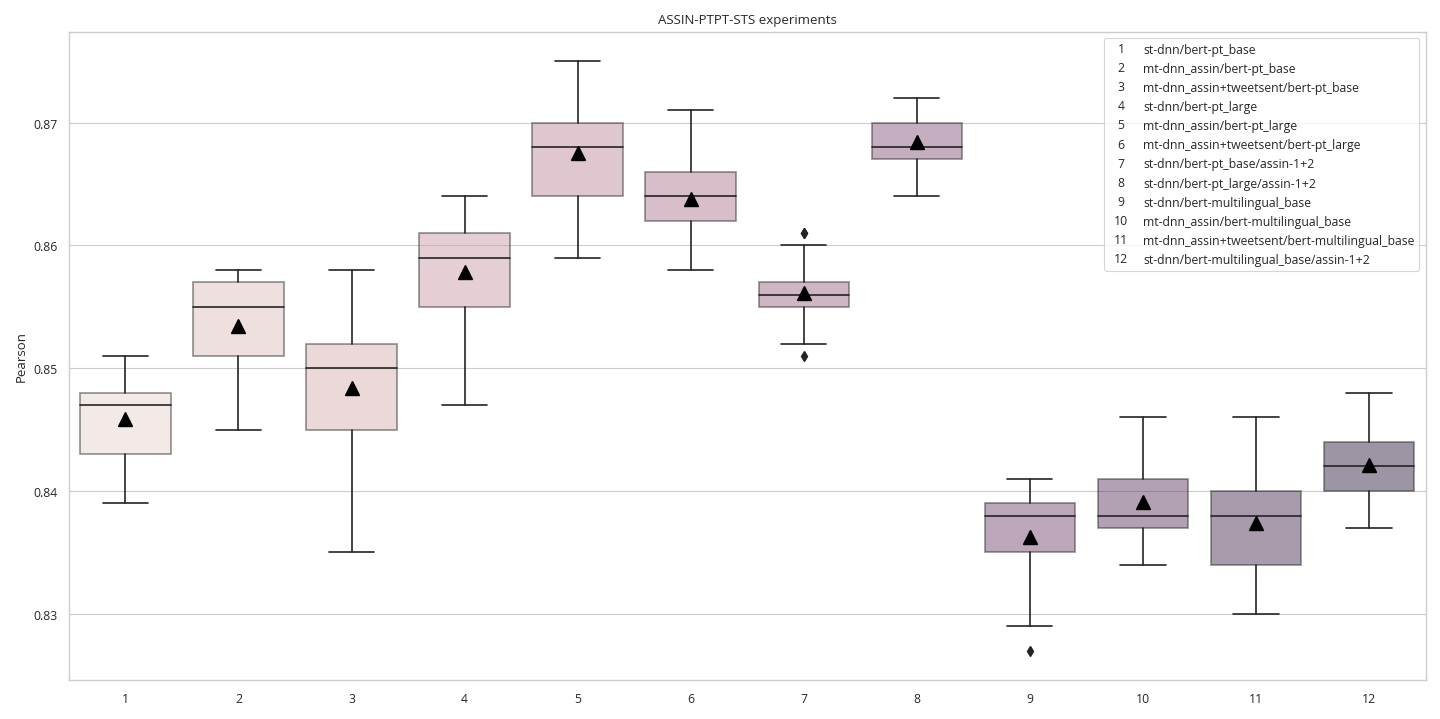 ASSIN-PTPT-STS experiments
Pearson
0.87
0.86
0.85
0.84
0.83
1 st-dnn/bert-pt_base
2 mt-dnn_assin/bert-pt_base
3 mt-dnn_assin+tweetsent/bert-pt_base
4 st-dnn/bert-pt_large
5 mt-dnn_assin/bert-pt_large
6 mt-dnn_assin+tweetsent/bert-pt_large
7 st-dnn/bert-pt_base/assin-1+2
8 st-dnn/bert-pt_large/assin-1+2
9 st-dnn/bert-multilingual_base
10 mt-dnn_assin/bert-multilingual_base
11 mt-dnn_assin+tweetsent/bert-multilingual_base
12 st-dnn/bert-multilingual_base/assin-1+2
1 2 3 4 5 6 7 8 9 10 11 12